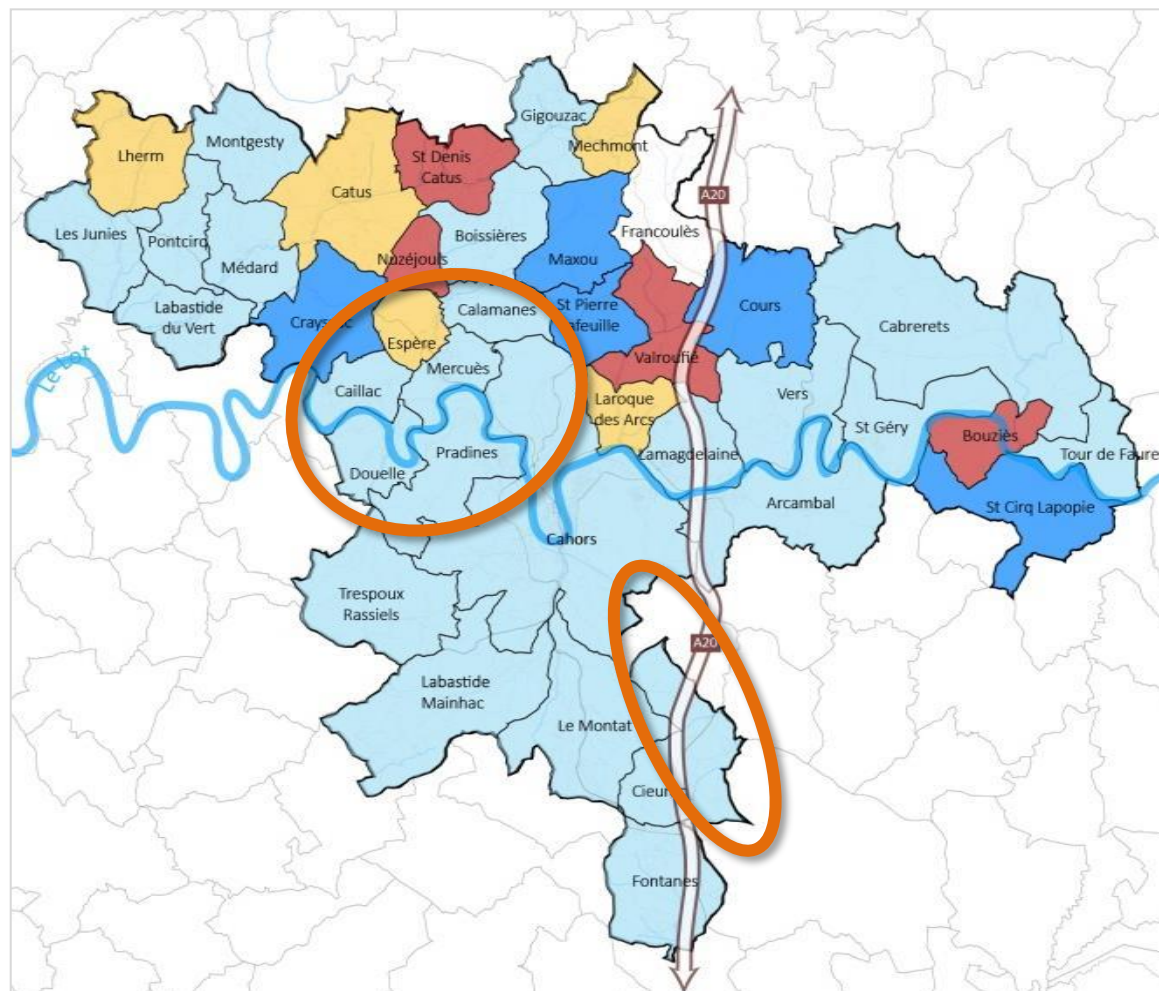 Gigouzac
Montgesty
Mechmont
Lherm
St Denis
Catus
Catus
A20
Francoulès
Les Junies
Pontcirq
Boissières
Nuzéjouls
Maxou
Médard
Labastide
du Vert
Calamanes
St Pierre
Cours
Cabrerets
Espère
Valroufié
Le Lot
Mercuès
Caillac
Laroque
des Arcs
Vers
St Géry
Bouziès
Pradines
Lamagdelaine
Tour de Faure
Douelle
Arcambal
St Cirq Lapopie
Cahors
Trespoux
Rassiels
A20
Labastide
Mainhac
Le Montat
Fontanes